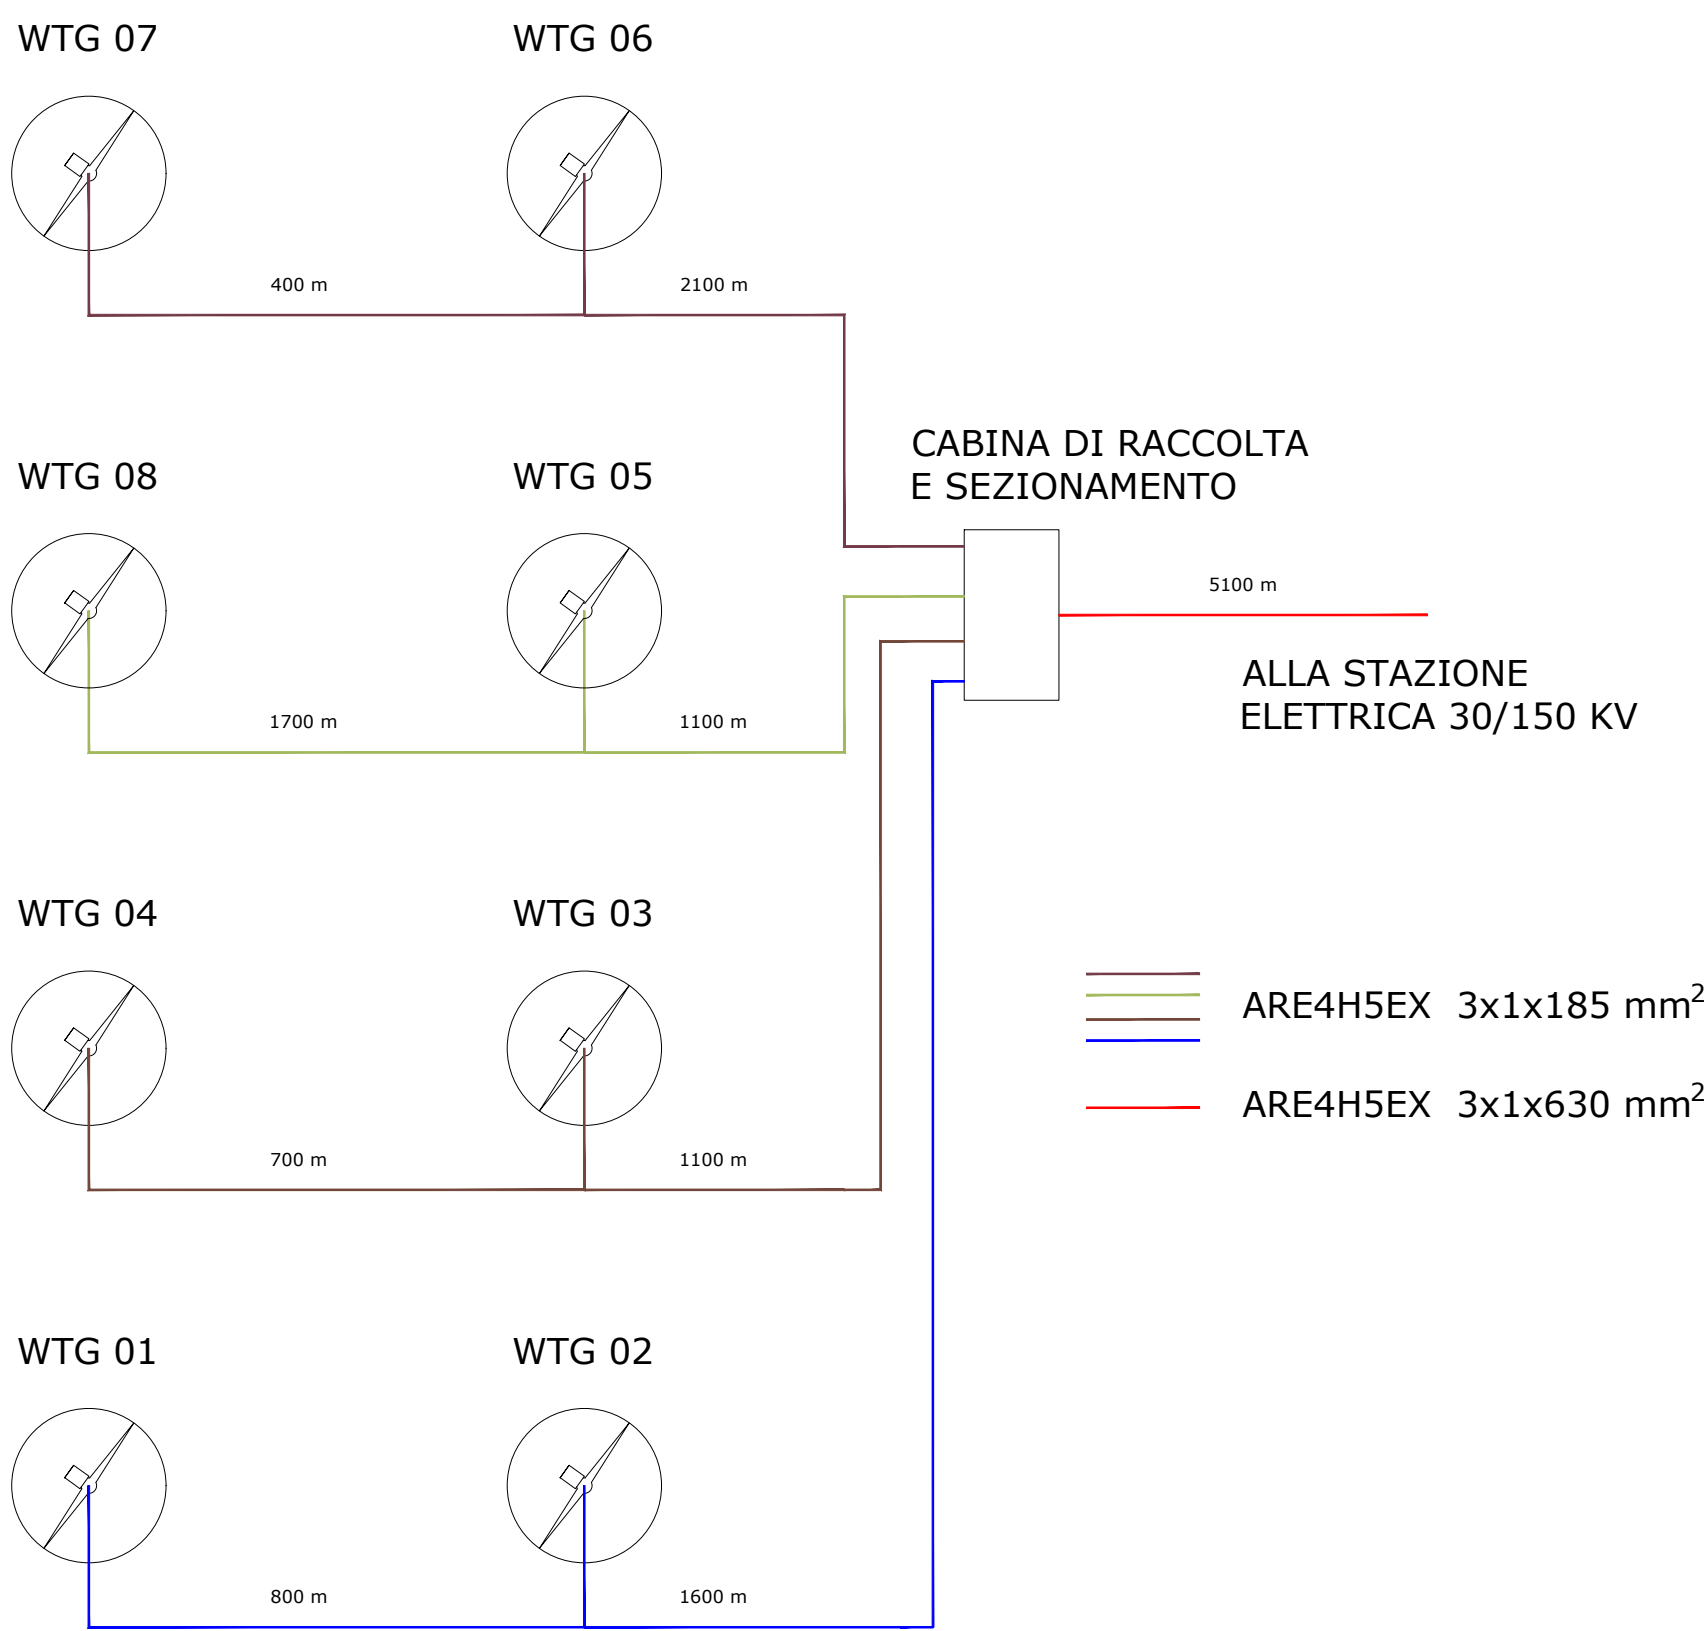 WTG 07
WTG 06
400 m
2100 m
CABINA DI RACCOLTA
E SEZIONAMENTO
WTG 08
WTG 05
5100 m
ALLA STAZIONE
ELETTRICA 30/150 KV
1700 m
1100 m
WTG 04
WTG 03
ARE4H5EX 3x1x185 mm²
ARE4H5EX 3x1x630 mm²
700 m
1100 m
WTG 01
WTG 02
800 m
1600 m